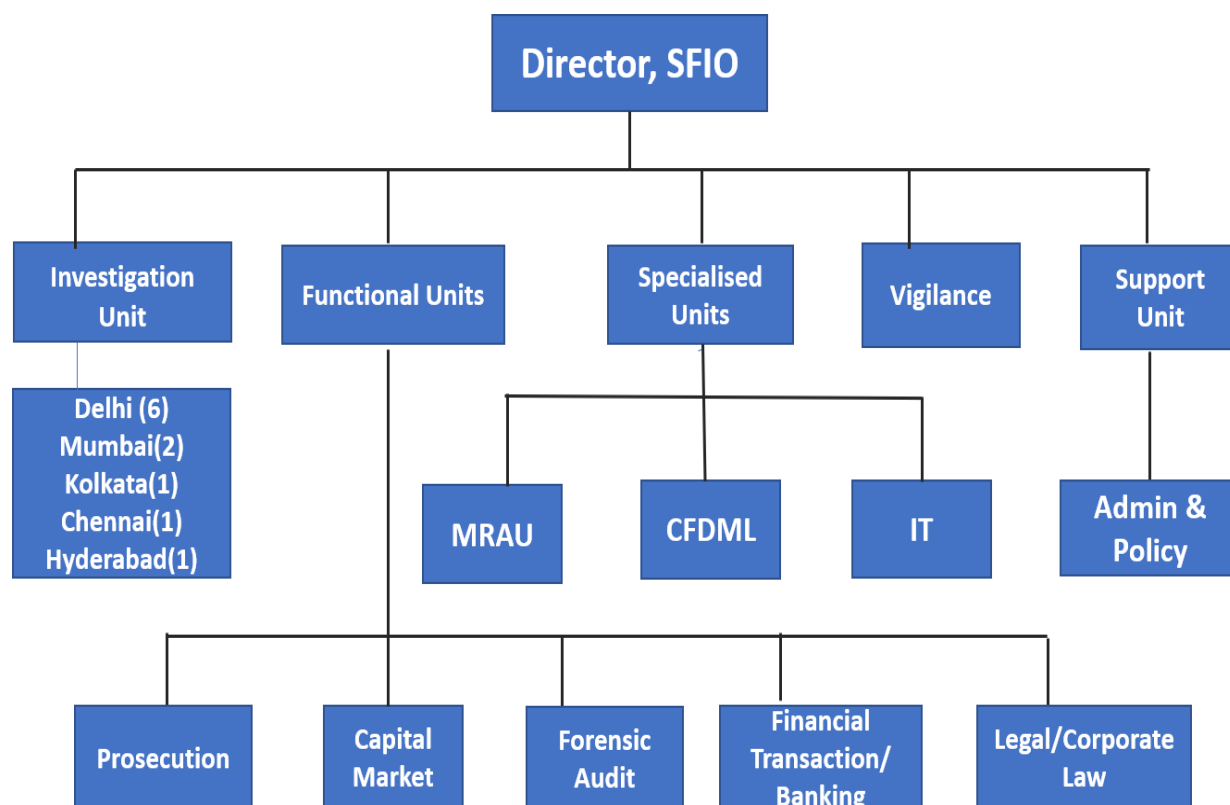 Director, SFIO
Investigation
Unit
Functional Units
Specialised
Units
Vigilance
Support
Unit
Delhi (6)
Mumbai(2)
Kolkata(1)
Chennai(1)
Hyderabad(1)
MRAU
CFDML
IT
Admin &
Policy
Prosecution
Capital
Market
Forensic
Audit
Financial
Transaction/
Banking
Legal/Corporate
Law